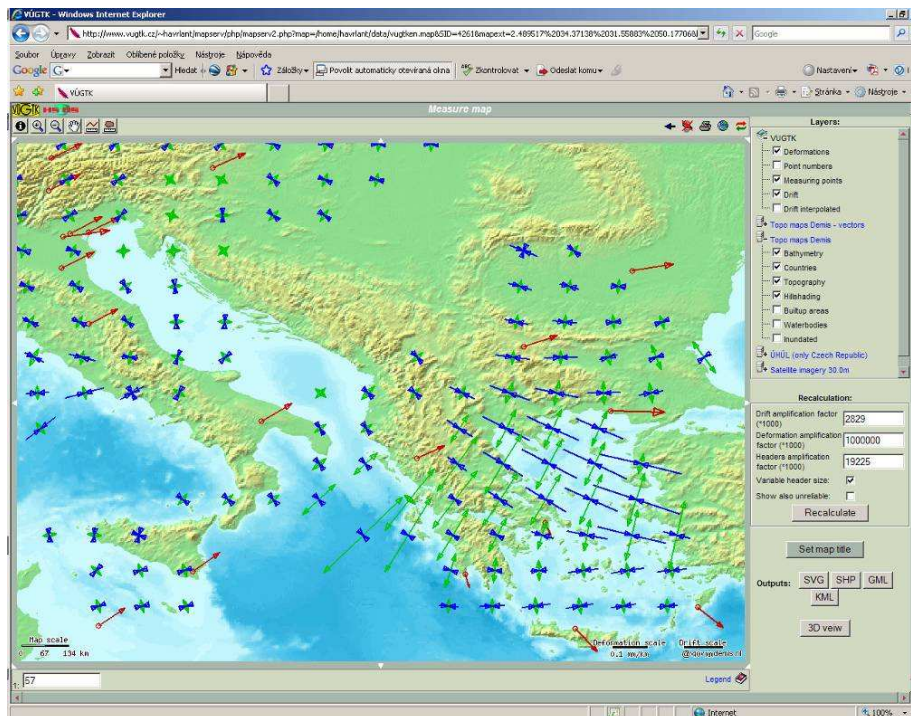 VÚGTK - Windows Internet Explorer
http://www.vugtk.cz/~havrlant/mapserv/php/mapserv2.php?map=/home/havrlant/data/vugtken.map&SID=4261&mapext=2.489517%2034.37138%2031.55883%2050.17706
Google
Soubor Úpravy Zobrazit Oblíbené položky Nástroje Nápověda
Google G Hledat Záložky Povolit automaticky otevíraná okna Zkontrolovat Odeslat komu Nastavení
VÚGTK Stránka Nástroje
VÚGTK
Measure map
Layers:
VUGTK
Deformations
Point numbers
Measuring points
Drift
Drift interpolated
Topo maps Demis - vectors
Topo maps Demis
Bathymetry
Countries
Topography
Hillshading
Builtup areas
Waterbodies
Inundated
ÚHÚL (only Czech Republic)
Satellite imagery 30.0m
Recalculation:
Drift amplification factor (*1000) 2829
Deformation amplification factor (*1000) 1000000
Headers amplification factor (*1000) 19225
Variable header size:
Show also unreliable:
Recalculate
Set map title
Outputs: SVG SHP GML
KML
3D veiw
Map scale
0 67 134 km
Deformation scale Drift scale
0.1 mm/km
1: 57
Legend
Internet 100%